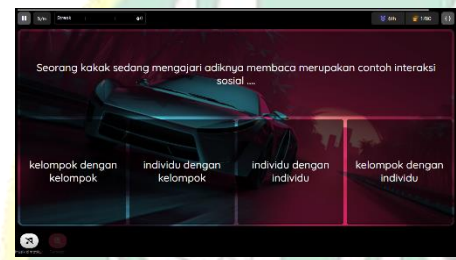 Seorang kakak sedang mengajari adiknya membaca merupakan contoh interaksi
sosial ....
kelompok dengan
kelompok
individu dengan
kelompok
individu dengan
individu
kelompok dengan
individu